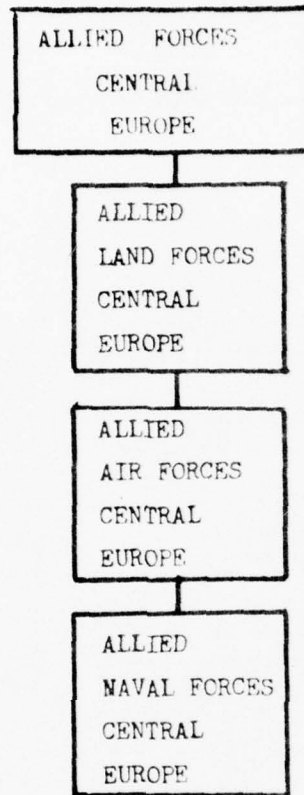 ALLIED FORCES
CENTRAL
EUROPE
ALLIED
LAND FORCES
CENTRAL
EUROPE
ALLIED
AIR FORCES
CENTRAL
EUROPE
ALLIED
NAVAL FORCES
CENTRAL
EUROPE